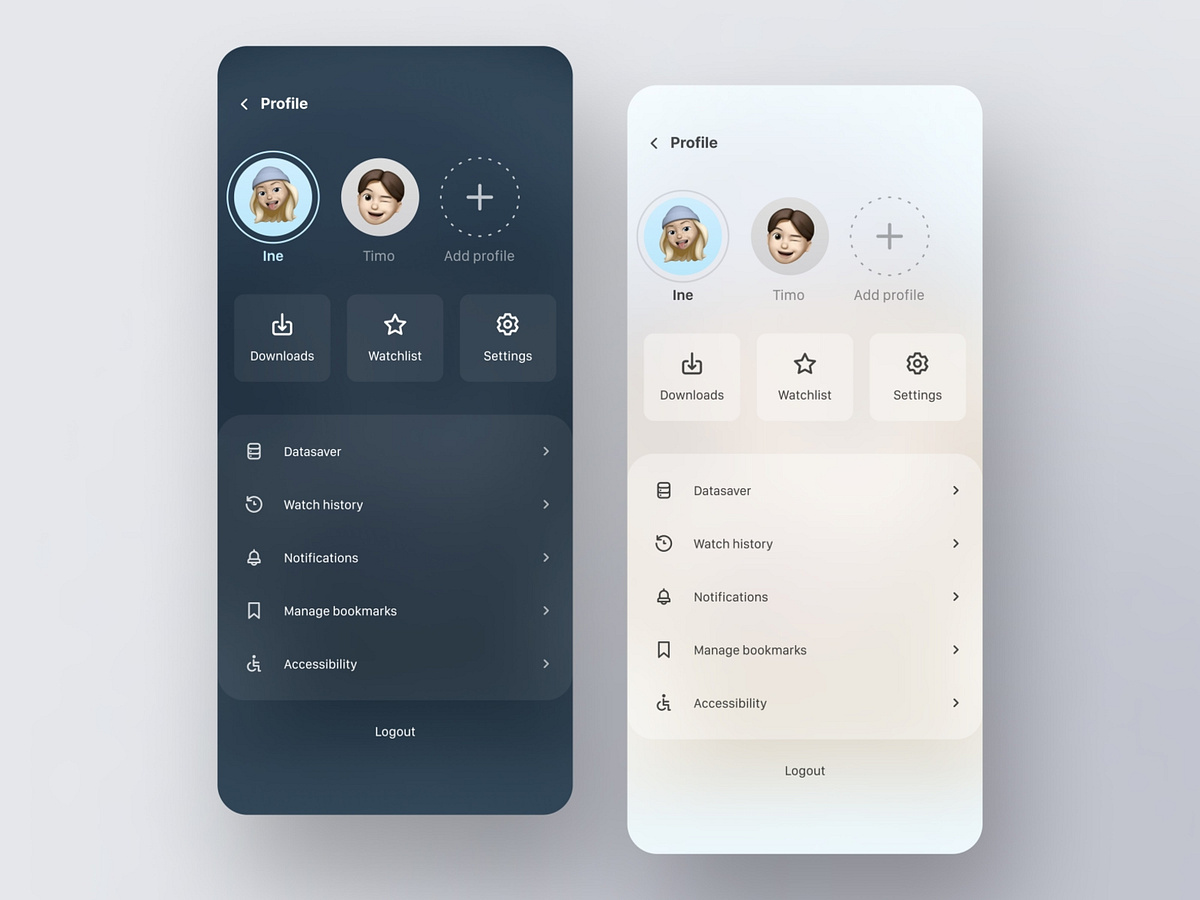 Profile
Ine
Timo
Add profile
Downloads
Watchlist
Settings
Datasaver
Watch history
Notifications
Manage bookmarks
Accessibility
Logout
Profile
Ine
Timo
Add profile
Downloads
Watchlist
Settings
Datasaver
Watch history
Notifications
Manage bookmarks
Accessibility
Logout